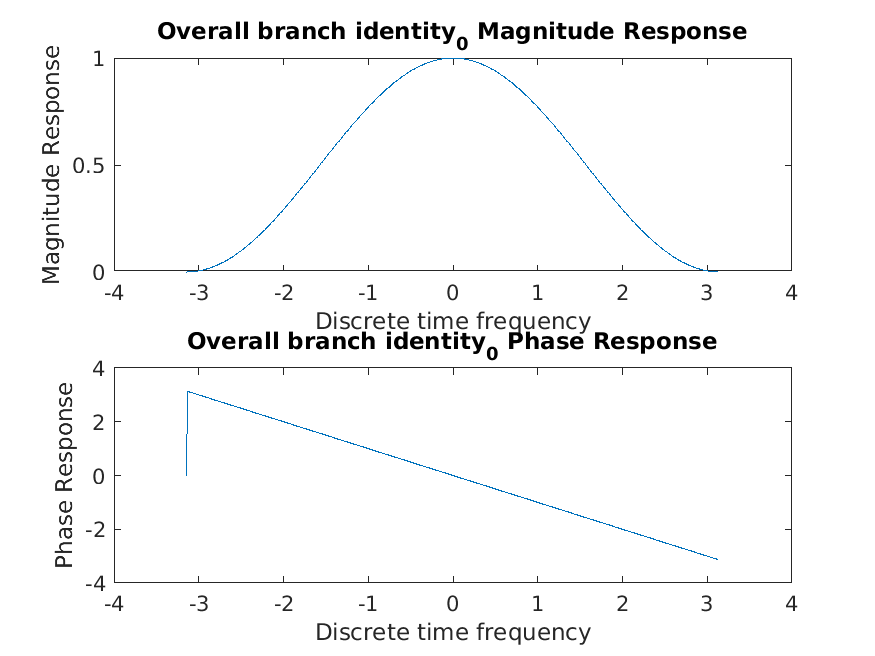 Overall branch identity0 Magnitude Response
Magnitude Response
1
0.5
0
-4 -3 -2 -1 0 1 2 3 4
Discrete time frequency
Overall branch identity0 Phase Response
Phase Response
4
2
0
-2
-4
-4 -3 -2 -1 0 1 2 3 4
Discrete time frequency